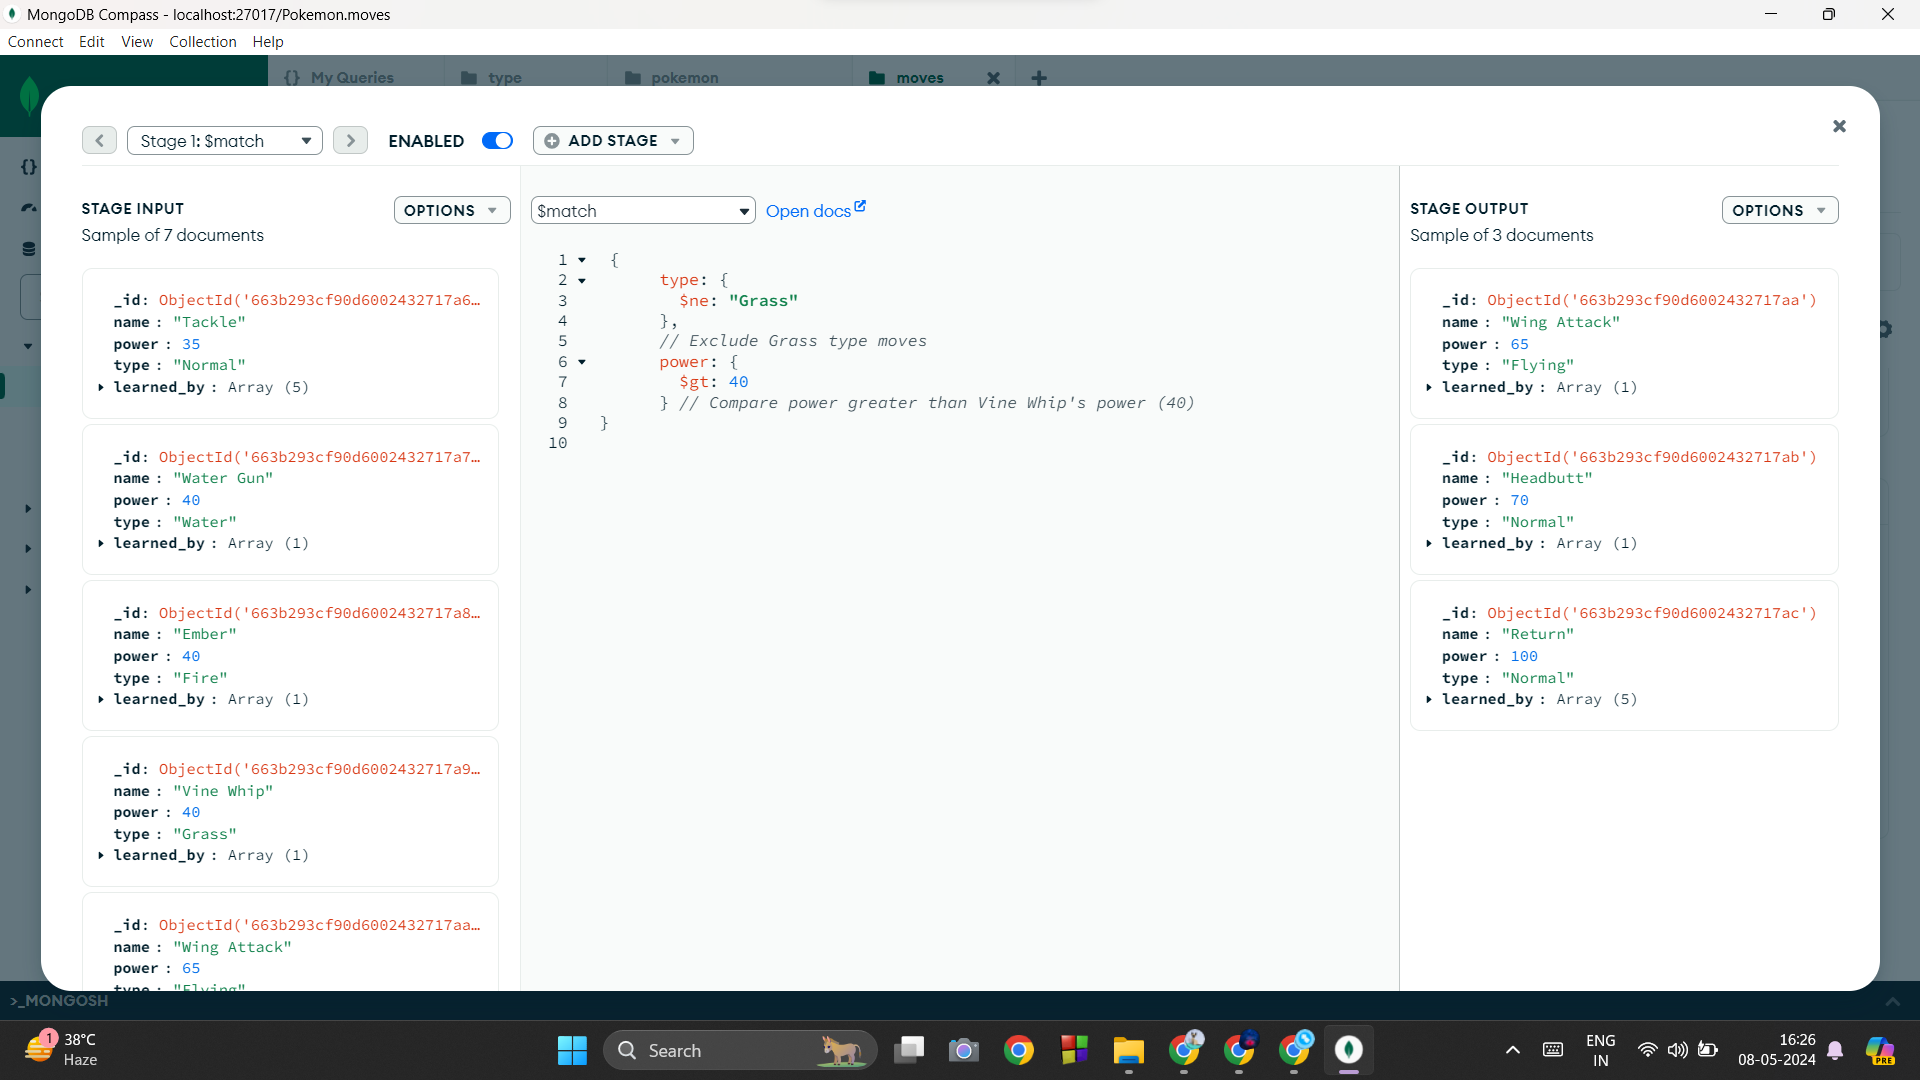 MongoDB Compass - localhost:27017/Pokemon.moves
Connect Edit View Collection Help
{} My Queries type pokemon moves
Stage 1: $match ENABLED ADD STAGE
STAGE INPUT OPTIONS
Sample of 7 documents
_id: ObjectId('663b293cf90d6002432717a6…
name : "Tackle"
power : 35
type : "Normal"
learned_by : Array (5)
_id: ObjectId('663b293cf90d6002432717a7…
name : "Water Gun"
power : 40
type : "Water"
learned_by : Array (1)
_id: ObjectId('663b293cf90d6002432717a8…
name : "Ember"
power : 40
type : "Fire"
learned_by : Array (1)
_id: ObjectId('663b293cf90d6002432717a9…
name : "Vine Whip"
power : 40
type : "Grass"
learned_by : Array (1)
_id: ObjectId('663b293cf90d6002432717aa…
name : "Wing Attack"
power : 65
type : "Flying"
$match Open docs
1 {
2 type: {
3 $ne: "Grass"
4 },
5 // Exclude Grass type moves
6 power: {
7 $gt: 40
8 } // Compare power greater than Vine Whip's power (40)
9 }
10
STAGE OUTPUT OPTIONS
Sample of 3 documents
_id: ObjectId('663b293cf90d6002432717aa')
name : "Wing Attack"
power : 65
type : "Flying"
learned_by : Array (1)
_id: ObjectId('663b293cf90d6002432717ab')
name : "Headbutt"
power : 70
type : "Normal"
learned_by : Array (1)
_id: ObjectId('663b293cf90d6002432717ac')
name : "Return"
power : 100
type : "Normal"
learned_by : Array (5)
>_MONGOSH
1
38°C
Haze
Search
PRE
ENG
IN
16:26
08-05-2024